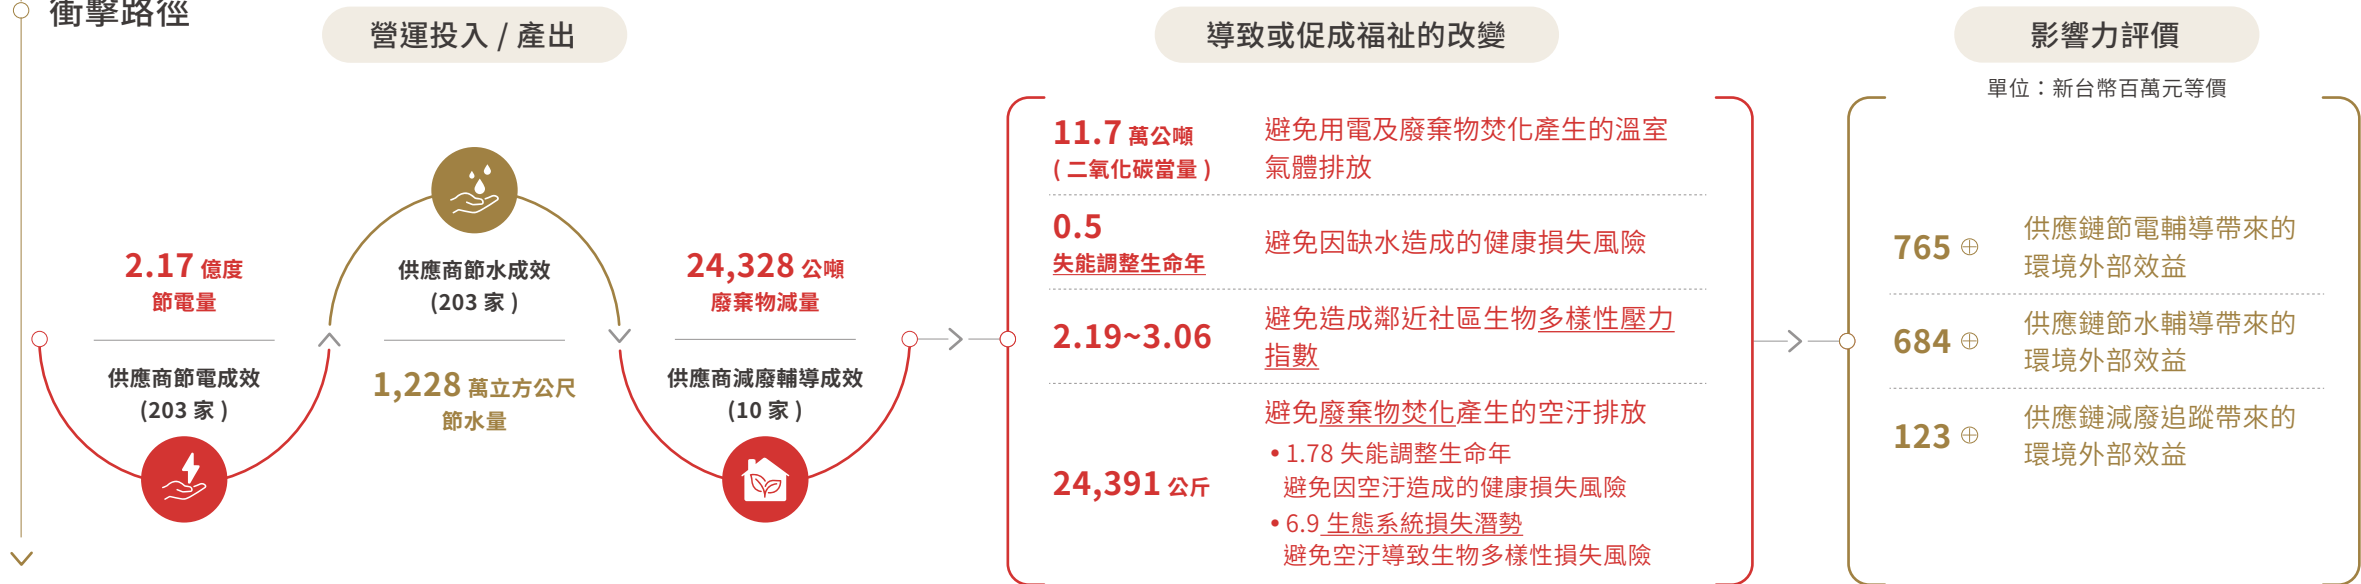 衝擊路徑
營運投入 / 產出
2.17 億度
節電量
供應商節電成效
(203 家 )
供應商節水成效
(203 家 )
1,228 萬立方公尺
節水量
24,328 公噸
廢棄物減量
供應商減廢輔導成效
(10 家 )
導致或促成福祉的改變
11.7 萬公噸
( 二氧化碳當量 )
避免用電及廢棄物焚化產生的溫室
氣體排放
0.5
失能調整生命年
避免因缺水造成的健康損失風險
2.19~3.06
避免造成鄰近社區生物多樣性壓力
指數
24,391 公斤
避免廢棄物焚化產生的空汙排放
• 1.78 失能調整生命年
避免因空汙造成的健康損失風險
• 6.9 生態系統損失潛勢
避免空汙導致生物多樣性損失風險
影響力評價
單位：新台幣百萬元等價
765 ⊕
供應鏈節電輔導帶來的
環境外部效益
684 ⊕
供應鏈節水輔導帶來的
環境外部效益
123 ⊕
供應鏈減廢追蹤帶來的
環境外部效益